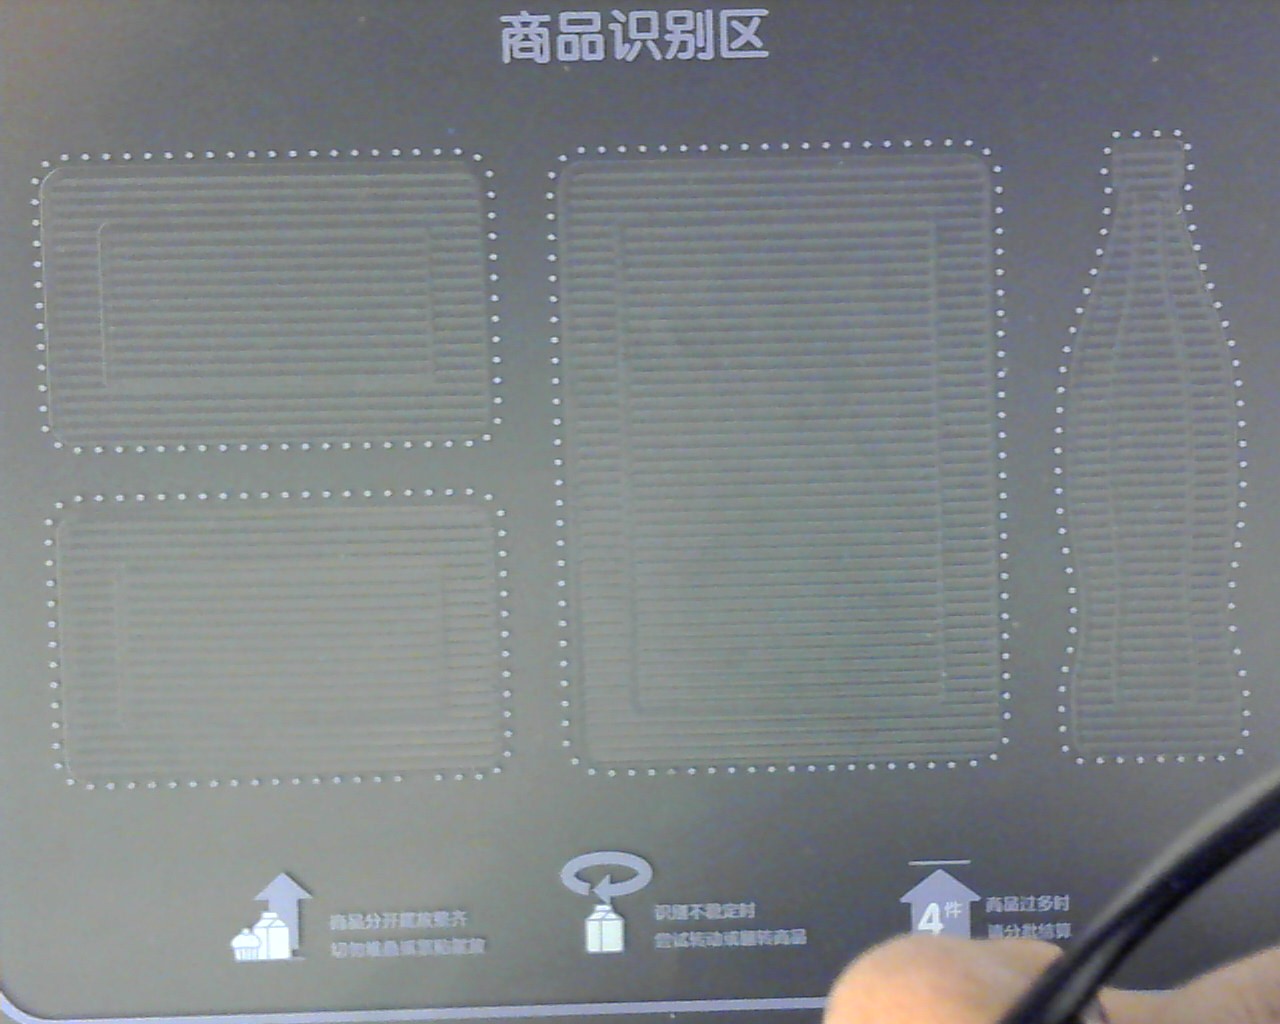 商品识别区
商品分开摆放整齐
切勿堆叠或紧贴摆放
识别不稳定时
尝试转动或翻转商品
4件
商品过多时
请分批结算